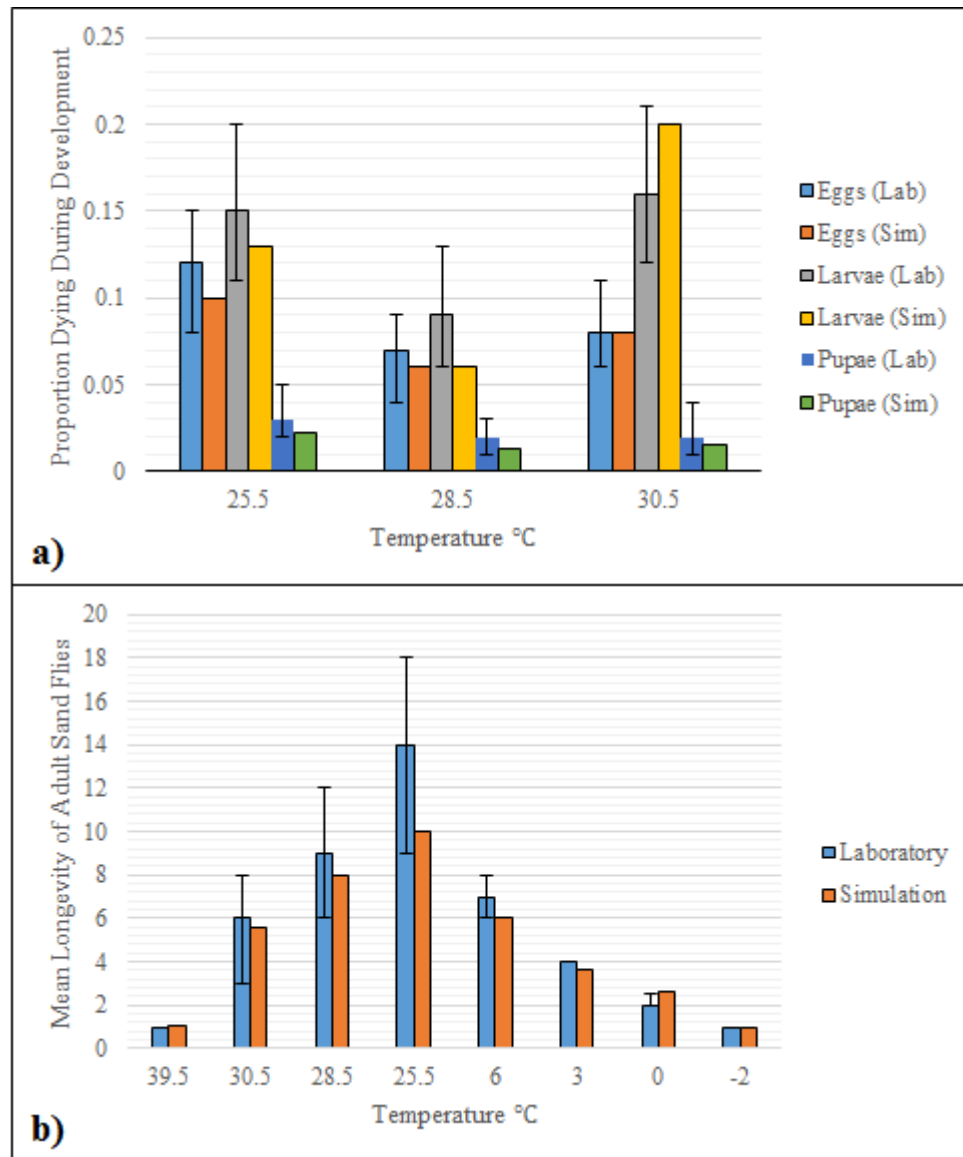 0.25
0.2
0.15
0.1
0.05
0
Proportion Dying During Development
25.5 28.5 30.5
Temperature °C
Eggs (Lab)
Eggs (Sim)
Larvae (Lab)
Larvae (Sim)
Pupae (Lab)
Pupae (Sim)
a)
20
18
16
14
12
10
8
6
4
2
0
Mean Longevity of Adult Sand Flies
39.5 30.5 28.5 25.5 6 3 0 -2
Temperature °C
Laboratory
Simulation
b)